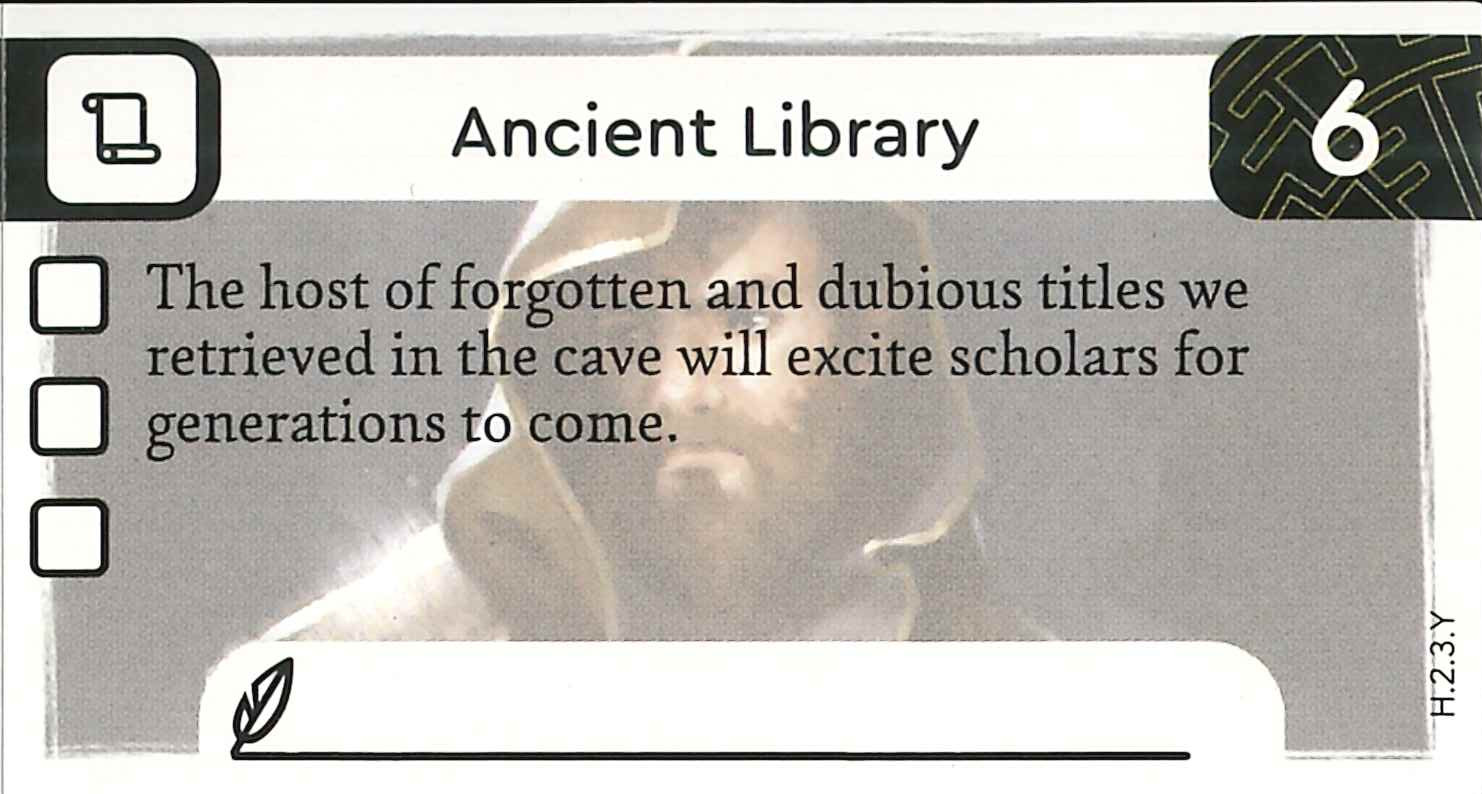 Ancient Library
6
The host of forgotten and dubious titles we
retrieved in the cave will excite scholars for
generations to come.
H.2.3.Y